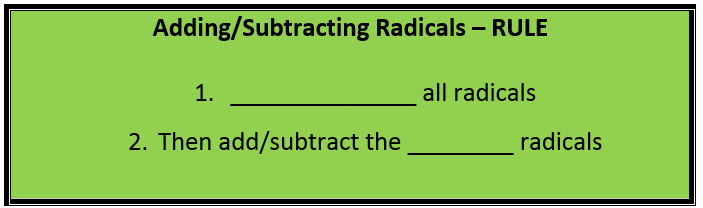 Adding/Subtracting Radicals – RULE
1. _______________ all radicals
2. Then add/subtract the _________ radicals